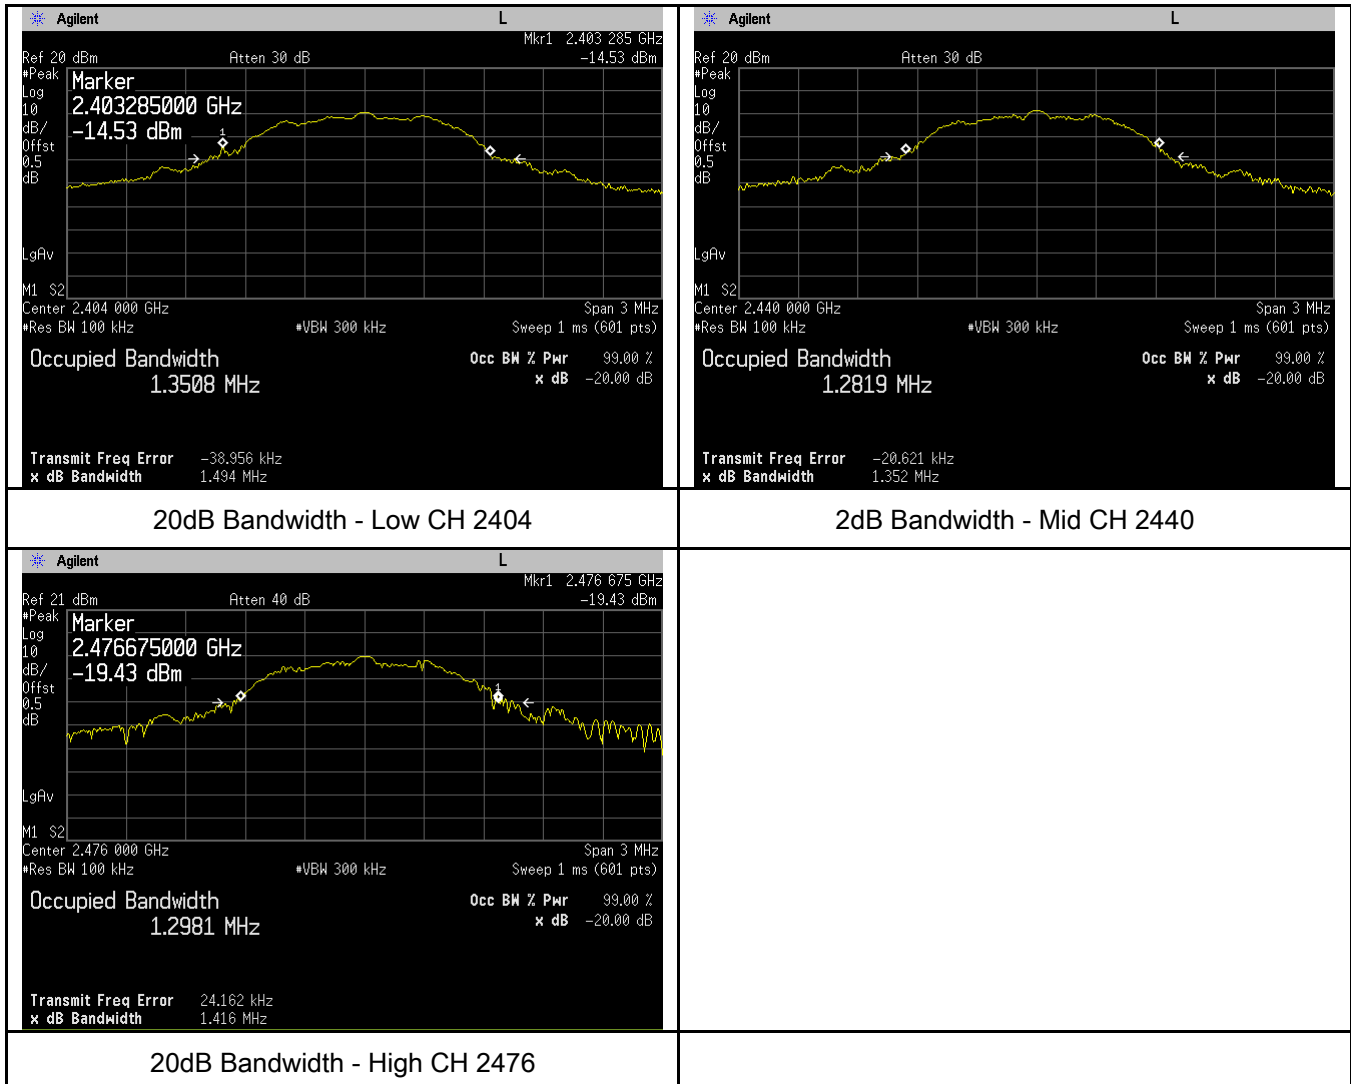 Agilent L
Mkr1 2.403 285 GHz
Ref 20 dBm Atten 30 dB -14.53 dBm
#Peak
Log
10
dB/
Offst
0.5
dB
Marker
2.403285000 GHz
-14.53 dBm
1
LgAv
M1 S2
Center 2.404 000 GHz Span 3 MHz
#Res BW 100 kHz #VBW 300 kHz Sweep 1 ms (601 pts)
Occupied Bandwidth Occ BW % Pwr 99.00 %
1.3508 MHz x dB -20.00 dB
Transmit Freq Error -38.956 kHz
x dB Bandwidth 1.494 MHz
20dB Bandwidth - Low CH 2404
Agilent L
Ref 20 dBm Atten 30 dB
#Peak
Log
10
dB/
Offst
0.5
dB
LgAv
M1 S2
Center 2.440 000 GHz Span 3 MHz
#Res BW 100 kHz #VBW 300 kHz Sweep 1 ms (601 pts)
Occupied Bandwidth Occ BW % Pwr 99.00 %
1.2819 MHz x dB -20.00 dB
Transmit Freq Error -20.621 kHz
x dB Bandwidth 1.352 MHz
2dB Bandwidth - Mid CH 2440
Agilent L
Mkr1 2.476 675 GHz
Ref 21 dBm Atten 40 dB -19.43 dBm
#Peak
Log
10
dB/
Offst
0.5
dB
Marker
2.476675000 GHz
-19.43 dBm
1
LgAv
M1 S2
Center 2.476 000 GHz Span 3 MHz
#Res BW 100 kHz #VBW 300 kHz Sweep 1 ms (601 pts)
Occupied Bandwidth Occ BW % Pwr 99.00 %
1.2981 MHz x dB -20.00 dB
Transmit Freq Error 24.162 kHz
x dB Bandwidth 1.416 MHz
20dB Bandwidth - High CH 2476